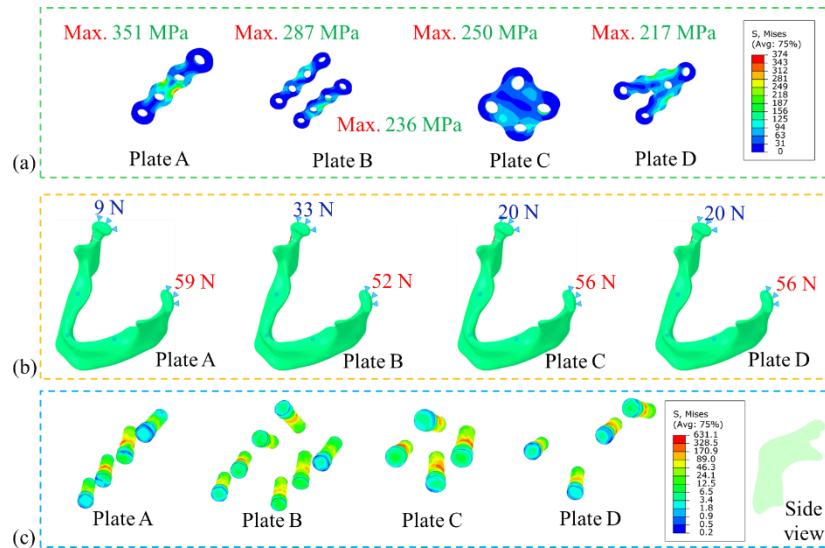 Max. 351 MPa
Max. 287 MPa
Max. 250 MPa
Max. 217 MPa
Max. 236 MPa
S, Mises
(Avg: 75%)
374
343
312
281
249
218
187
156
125
94
63
31
0
(a)
Plate A
Plate B
Plate C
Plate D
9 N
33 N
20 N
20 N
59 N
52 N
56 N
56 N
(b)
Plate A
Plate B
Plate C
Plate D
S, Mises
(Avg: 75%)
631.1
328.5
170.9
89.0
46.3
24.1
12.5
6.5
3.4
1.8
0.9
0.5
0.2
(c)
Plate A
Plate B
Plate C
Plate D
Side
view